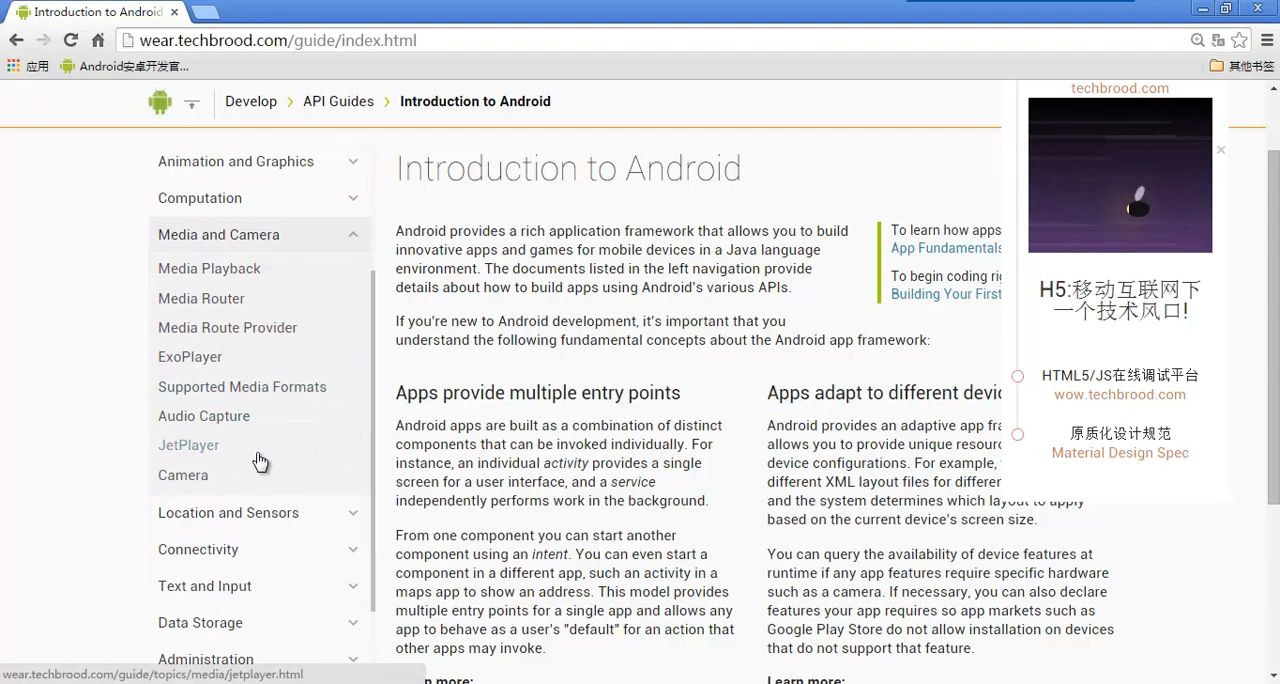 Introduction to Android
wear.techbrood.com/guide/index.html
应用
Android安卓开发官...
其他书签
Develop
API Guides
Introduction to Android
Animation and Graphics
Computation
Media and Camera
Media Playback
Media Router
Media Route Provider
ExoPlayer
Supported Media Formats
Audio Capture
JetPlayer
Camera
Location and Sensors
Connectivity
Text and Input
Data Storage
Administration
Introduction to Android
Android provides a rich application framework that allows you to build
innovative apps and games for mobile devices in a Java language
environment. The documents listed in the left navigation provide
details about how to build apps using Android's various APIs.
If you're new to Android development, it's important that you
understand the following fundamental concepts about the Android app framework:
To learn how apps
App Fundamentals
To begin coding rig
Building Your First
Apps provide multiple entry points
Android apps are built as a combination of distinct
components that can be invoked individually. For
instance, an individual activity provides a single
screen for a user interface, and a service
independently performs work in the background.
From one component you can start another
component using an intent. You can even start a
component in a different app, such as an activity in a
maps app to show an address. This model provides
multiple entry points for a single app and allows any
app to behave as a user's "default" for an action that
other apps may invoke.
Learn more:
Apps adapt to different devic
Android provides an adaptive app fra
allows you to provide unique resourc
device configurations. For example,
different XML layout files for different
and the system determines which layout to apply
based on the current device's screen size.
You can query the availability of device features at
runtime if any app features require specific hardware
such as a camera. If necessary, you can also declare
features your app requires so app markets such as
Google Play Store do not allow installation on devices
that do not support that feature.
Learn more:
techbrood.com
H5:移动互联网下
一个技术风口!
HTML5/JS在线调试平台
wow.techbrood.com
原质化设计规范
Material Design Spec
wear.techbrood.com/guide/topics/media/jetplayer.html